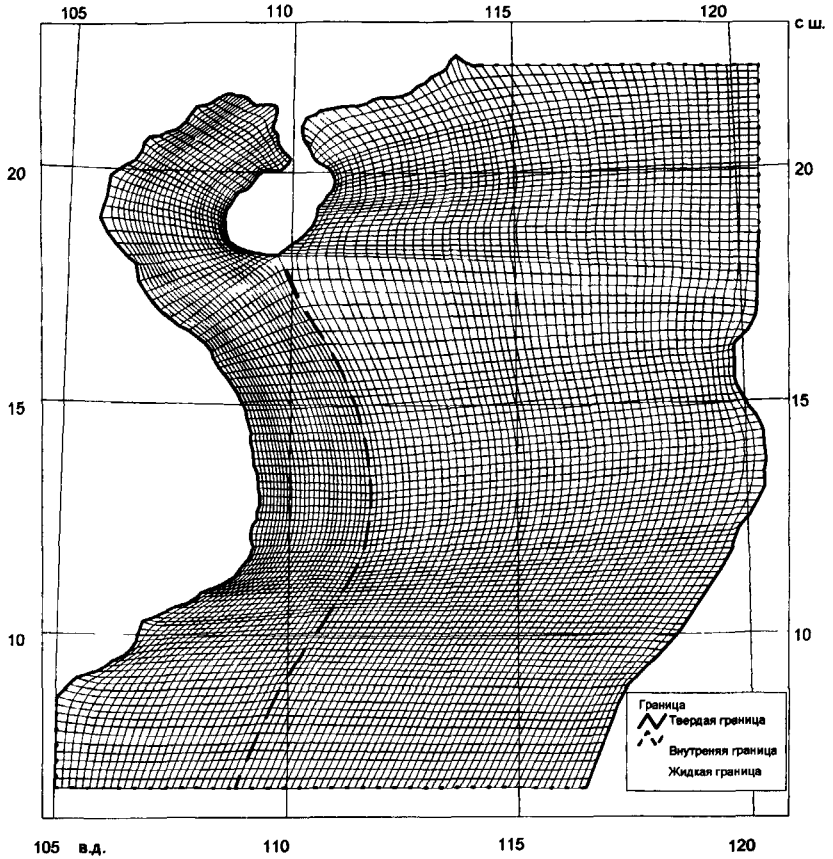 105 110 115 120 с ш.
20 20
15 15
10 10
Граница
Твердая граница
Внутреняя граница
Жидкая граница
105 в.д. 110 115 120